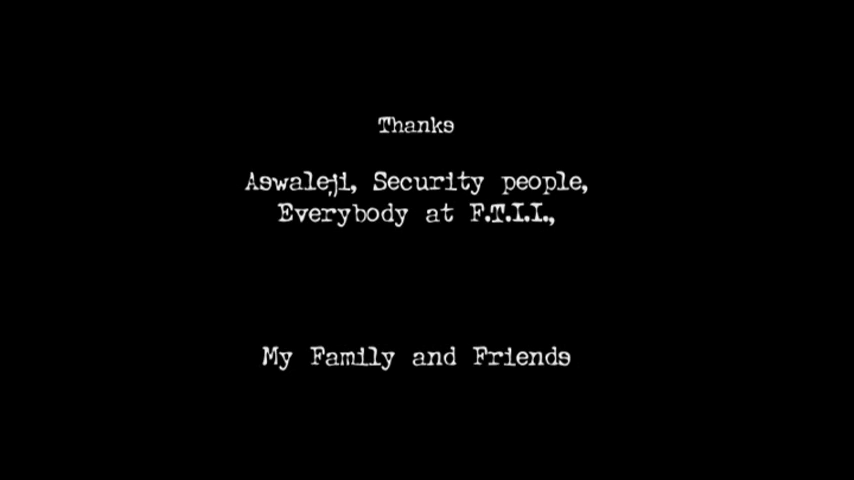 Thanks
Aswaleji, Security people,
Everybody at F.T.I.I.,
My Family and Friends